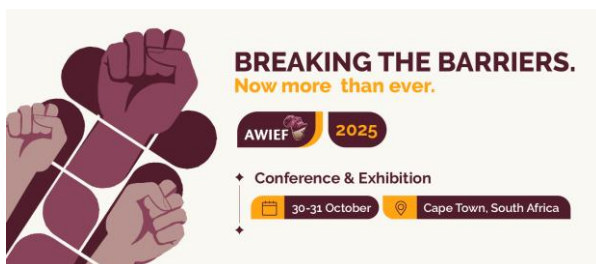 BREAKING THE BARRIERS.
Now more than ever.
AWIEF 2025
Conference & Exhibition
30-31 October Cape Town, South Africa